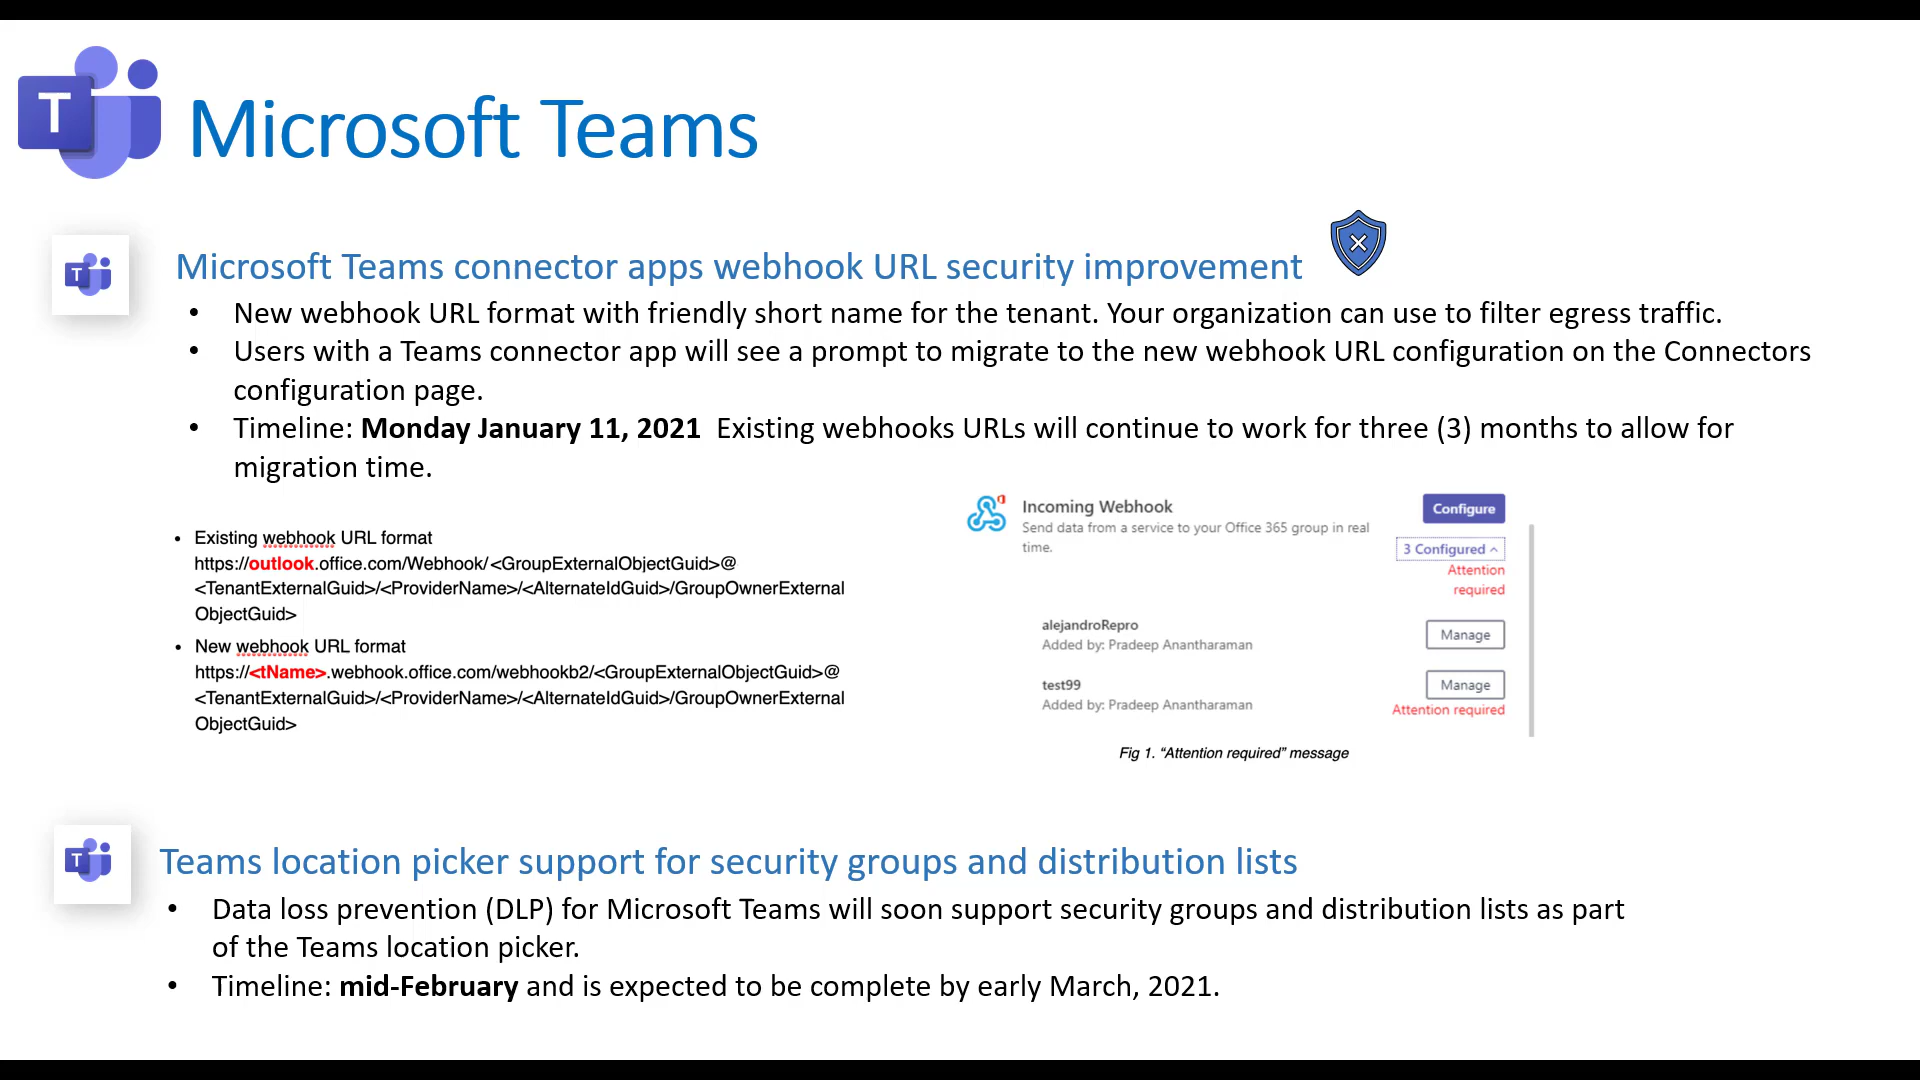 T
Microsoft Teams
T
Microsoft Teams connector apps webhook URL security improvement
• New webhook URL format with friendly short name for the tenant. Your organization can use to filter egress traffic.
• Users with a Teams connector app will see a prompt to migrate to the new webhook URL configuration on the Connectors
configuration page.
• Timeline: Monday January 11, 2021 Existing webhooks URLs will continue to work for three (3) months to allow for
migration time.
• Existing webhook URL format
https://outlook.office.com/Webhook/<GroupExternalObjectGuid>@
<TenantExternalGuid>/<ProviderName>/<AlternateIdGuid>/GroupOwnerExternal
ObjectGuid>
• New webhook URL format
https://<tName>.webhook.office.com/webhookb2/<GroupExternalObjectGuid>@
<TenantExternalGuid>/<ProviderName>/<AlternateIdGuid>/GroupOwnerExternal
ObjectGuid>
Incoming Webhook
Send data from a service to your Office 365 group in real
time.
Configure
3 Configured
Attention
required
alejandroRepro
Added by: Pradeep Anantharaman
Manage
test99
Added by: Pradeep Anantharaman
Manage
Attention required
Fig 1. “Attention required” message
T
Teams location picker support for security groups and distribution lists
• Data loss prevention (DLP) for Microsoft Teams will soon support security groups and distribution lists as part
of the Teams location picker.
• Timeline: mid-February and is expected to be complete by early March, 2021.